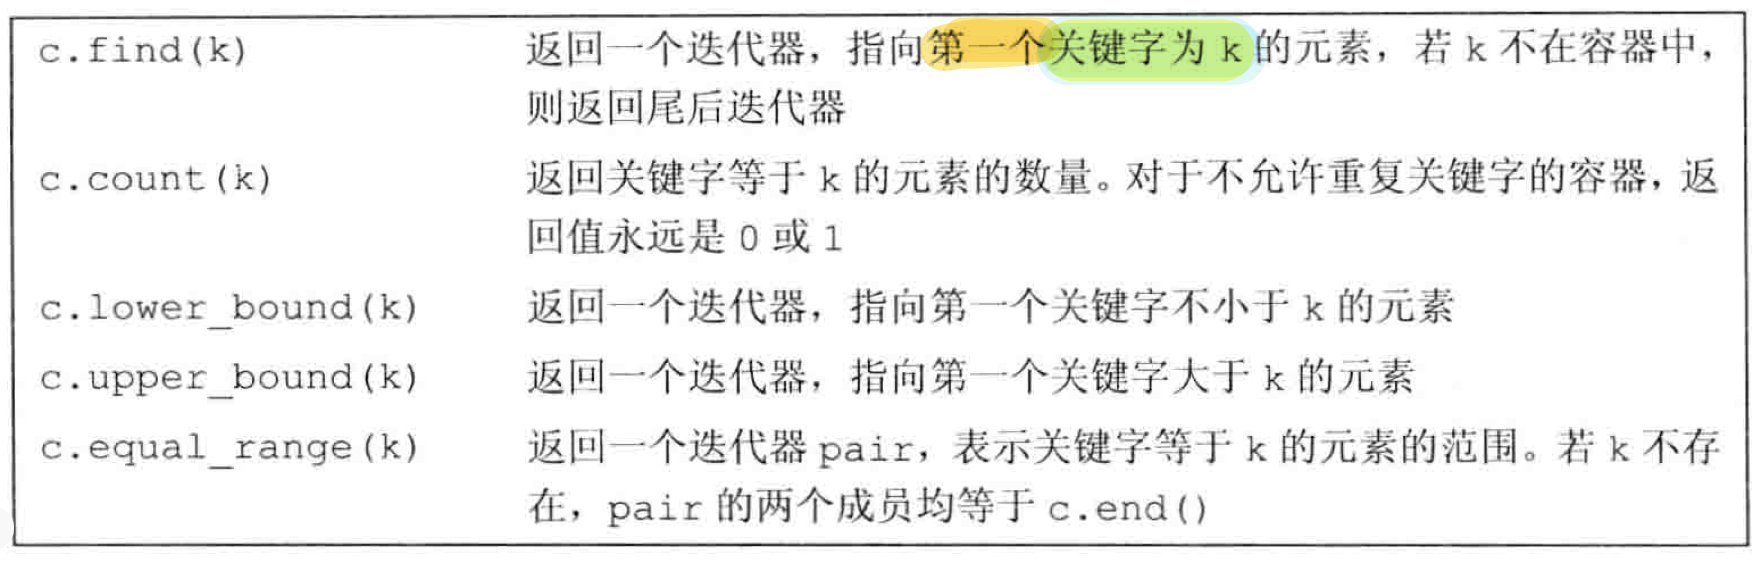 c.find(k) 返回一个迭代器，指向第一个关键字为 k 的元素，若 k 不在容器中，
则返回尾后迭代器
c.count(k) 返回关键字等于 k 的元素的数量。对于不允许重复关键字的容器，返
回值永远是 0 或 1
c.lower_bound(k) 返回一个迭代器，指向第一个关键字不小于 k 的元素
c.upper_bound(k) 返回一个迭代器，指向第一个关键字大于 k 的元素
c.equal_range(k) 返回一个迭代器 pair，表示关键字等于 k 的元素的范围。若 k 不存
在，pair 的两个成员均等于 c.end()